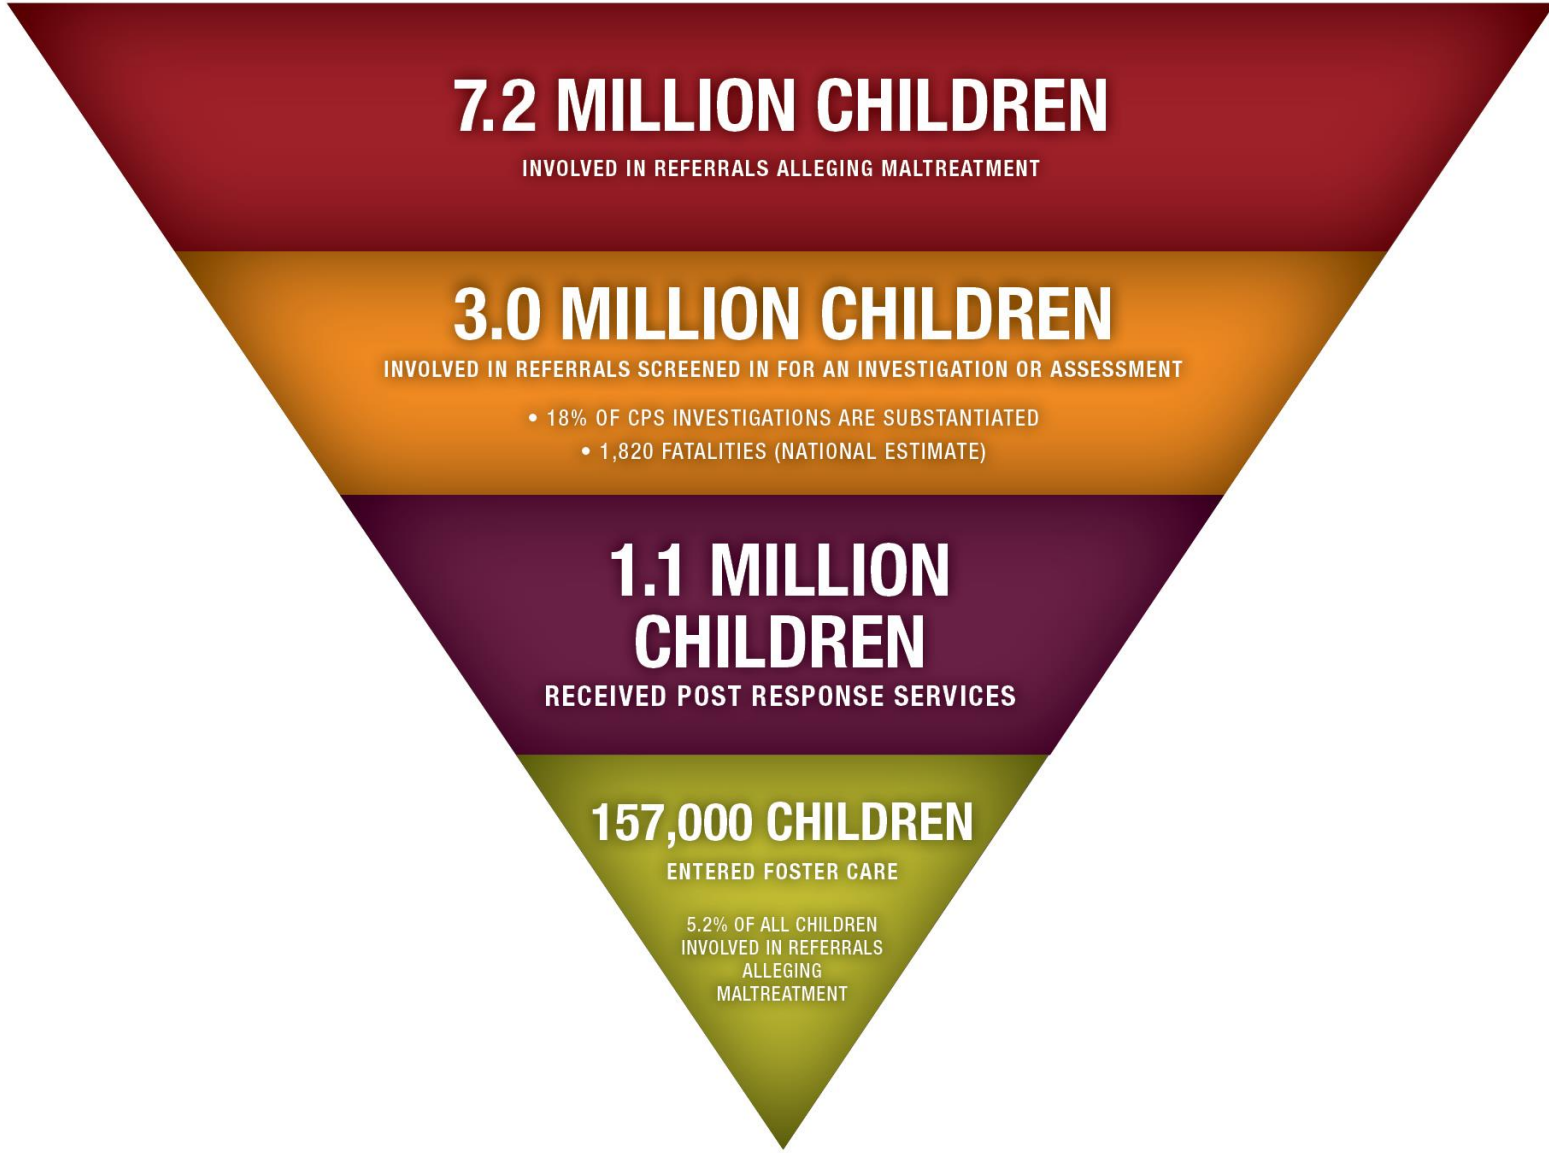 7.2 MILLION CHILDREN
INVOLVED IN REFERRALS ALLEGING MALTREATMENT
3.0 MILLION CHILDREN
INVOLVED IN REFERRALS SCREENED IN FOR AN INVESTIGATION OR ASSESSMENT
• 18% OF CPS INVESTIGATIONS ARE SUBSTANTIATED
• 1,820 FATALITIES (NATIONAL ESTIMATE)
1.1 MILLION
CHILDREN
RECEIVED POST RESPONSE SERVICES
157,000 CHILDREN
ENTERED FOSTER CARE
5.2% OF ALL CHILDREN
INVOLVED IN REFERRALS
ALLEGING
MALTREATMENT